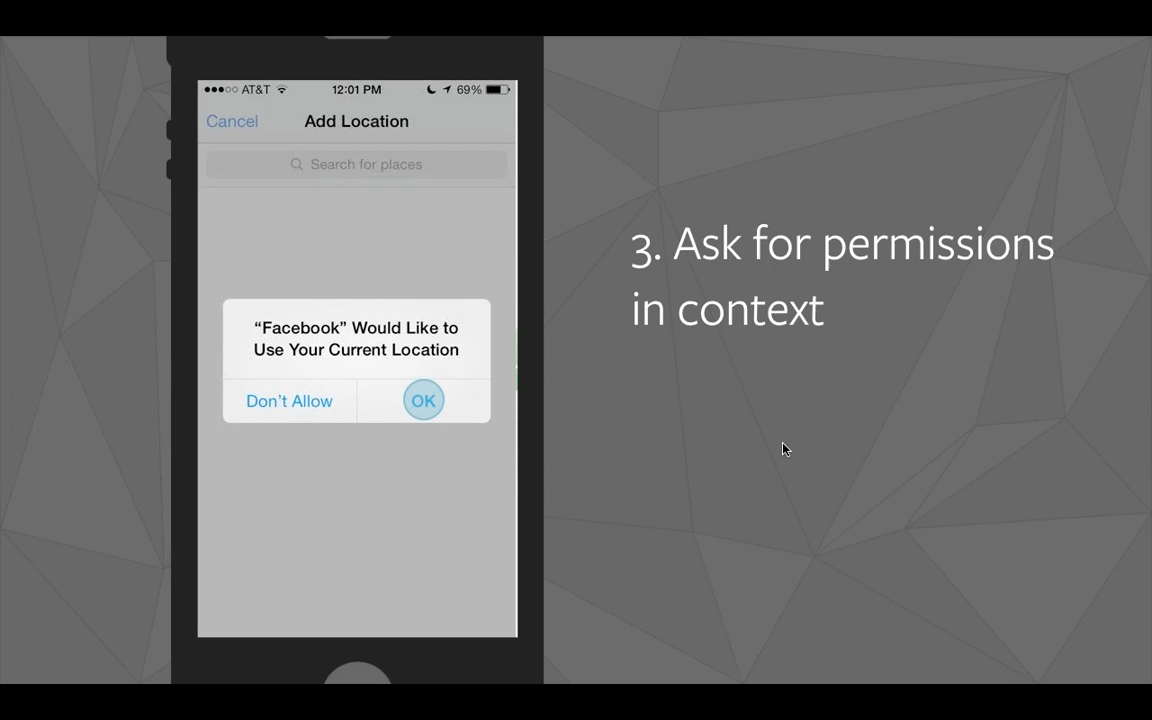 AT&T 12:01 PM 69%
Cancel Add Location
Search for places
“Facebook” Would Like to
Use Your Current Location
Don’t Allow OK
3. Ask for permissions
in context